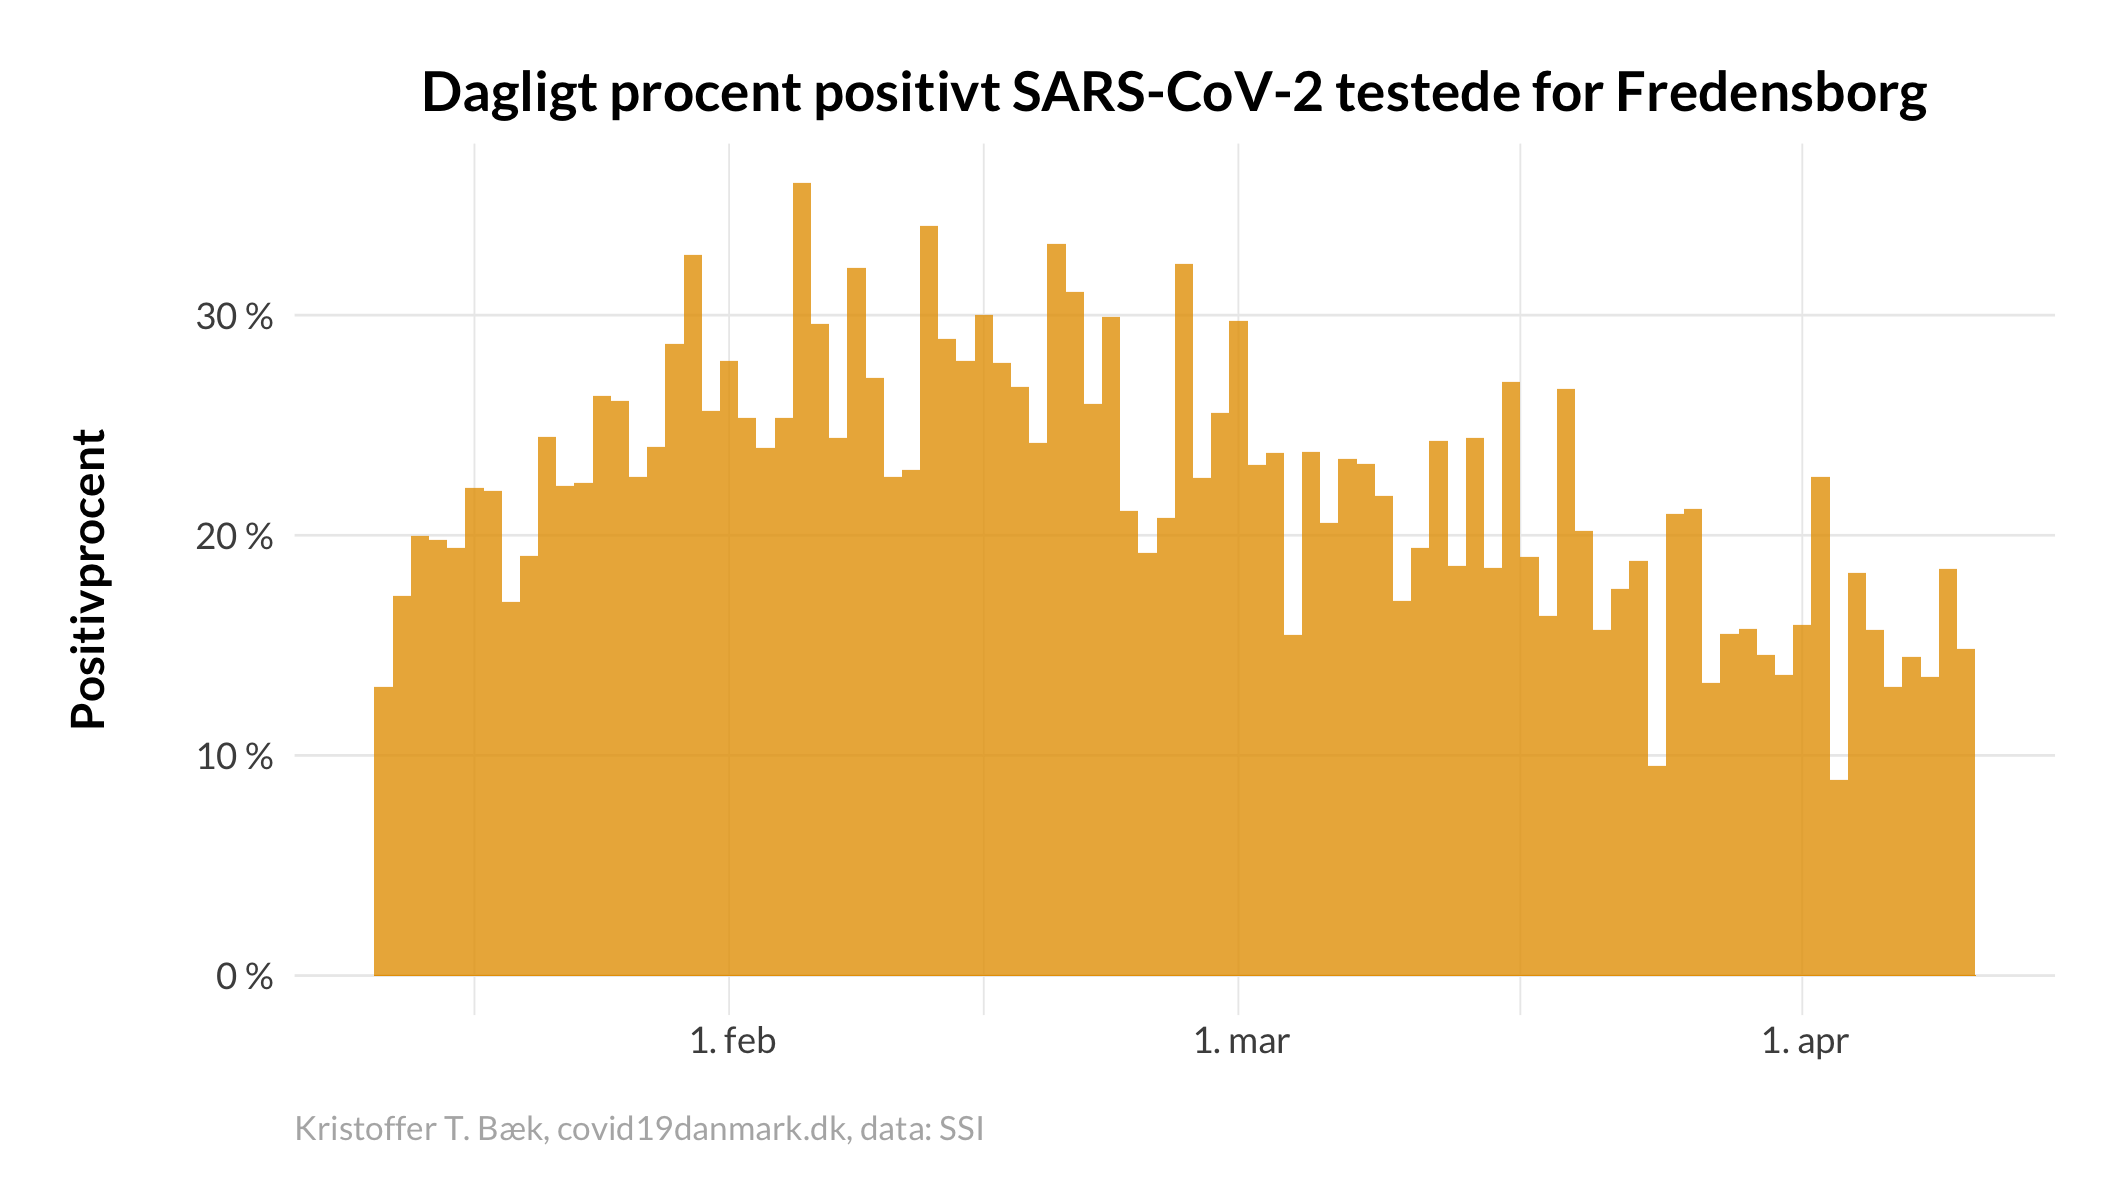 Dagligt procent positivt SARS-CoV-2 testede for Fredensborg
Positivprocent
30 %
20 %
10 %
0 %
1. feb
1. mar
1. apr
Kristoffer T. Bæk, covid19danmark.dk, data: SSI